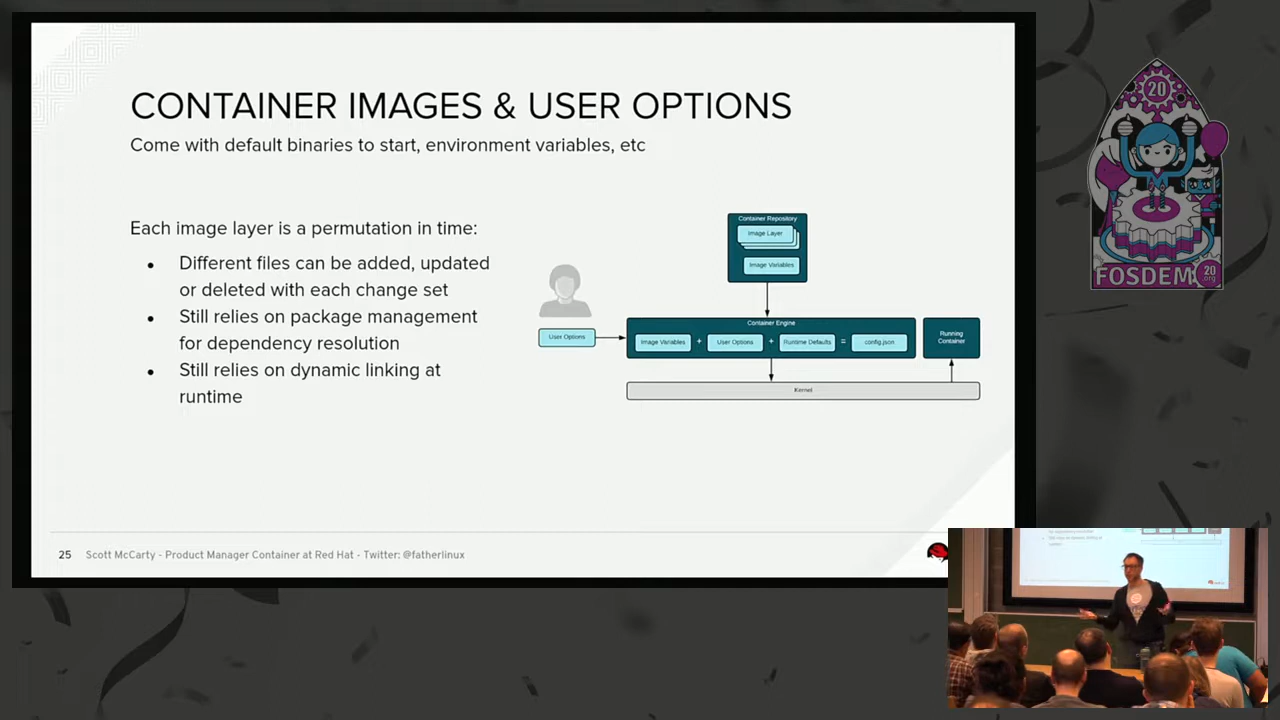 CONTAINER IMAGES & USER OPTIONS
Come with default binaries to start, environment variables, etc
Each image layer is a permutation in time:
● Different files can be added, updated
or deleted with each change set
● Still relies on package management
for dependency resolution
● Still relies on dynamic linking at
runtime
Container Repository
Image Layer
Image Variables
User Options
Container Engine
Image Variables + User Options + Runtime Defaults = config.json
Running
Container
Kernel
25 Scott McCarty - Product Manager Container at Red Hat - Twitter: @fatherlinux
20
FOSDEM 20
.org